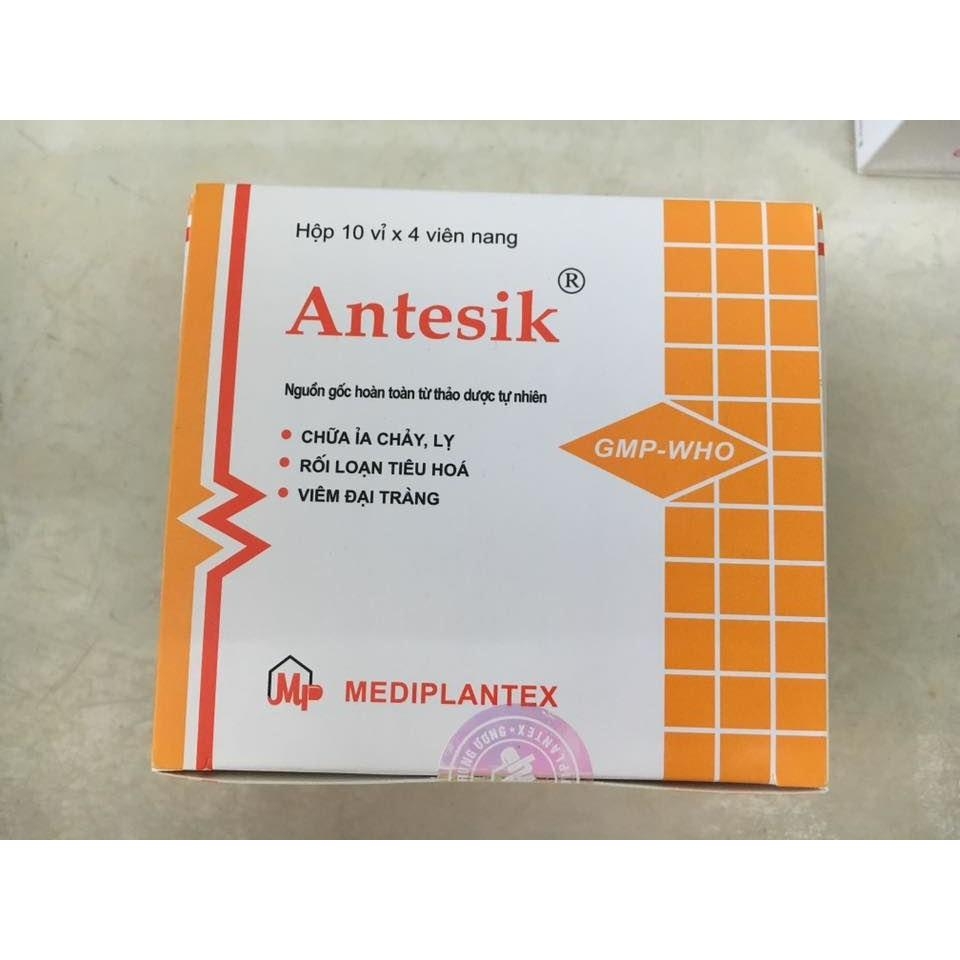 Hộp 10 vỉ x 4 viên nang
Antesik®
Nguồn gốc hoàn toàn từ thảo dược tự nhiên
• CHỮA ỈA CHẢY, LỴ
• RỐI LOẠN TIÊU HOÁ
• VIÊM ĐẠI TRÀNG
GMP-WHO
MP MEDIPLANTEX